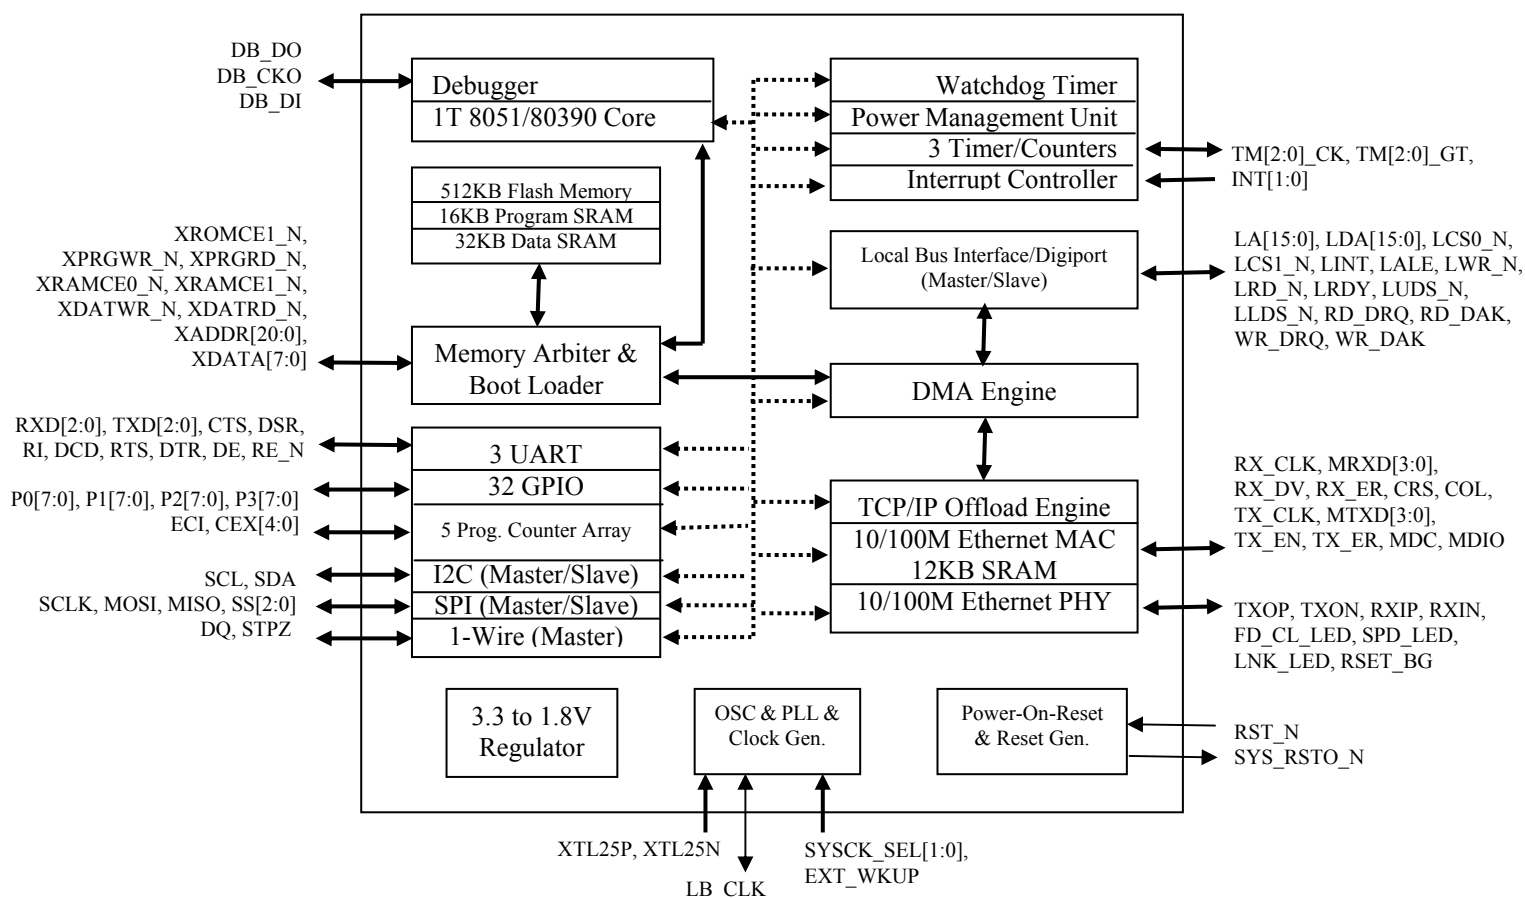 DB_DO
DB_CKO
DB_DI
Debugger
1T 8051/80390 Core
512KB Flash Memory
16KB Program SRAM
32KB Data SRAM
XROMCE1_N,
XPRGWR_N, XPRGRD_N,
XRAMCE0_N, XRAMCE1_N,
XDATWR_N, XDATRD_N,
XADDR[20:0],
XDATA[7:0]
Memory Arbiter &
Boot Loader
RXD[2:0], TXD[2:0], CTS, DSR,
RI, DCD, RTS, DTR, DE, RE_N
P0[7:0], P1[7:0], P2[7:0], P3[7:0]
ECI, CEX[4:0]
SCL, SDA
SCLK, MOSI, MISO, SS[2:0]
DQ, STPZ
3 UART
32 GPIO
5 Prog. Counter Array
I2C (Master/Slave)
SPI (Master/Slave)
1-Wire (Master)
Watchdog Timer
Power Management Unit
3 Timer/Counters
Interrupt Controller
TM[2:0]_CK, TM[2:0]_GT,
INT[1:0]
Local Bus Interface/Digiport
(Master/Slave)
LA[15:0], LDA[15:0], LCS0_N,
LCS1_N, LINT, LALE, LWR_N,
LRD_N, LRDY, LUDS_N,
LLDS_N, RD_DRQ, RD_DAK,
WR_DRQ, WR_DAK
DMA Engine
TCP/IP Offload Engine
10/100M Ethernet MAC
12KB SRAM
10/100M Ethernet PHY
RX_CLK, MRXD[3:0],
RX_DV, RX_ER, CRS, COL,
TX_CLK, MTXD[3:0],
TX_EN, TX_ER, MDC, MDIO
TXOP, TXON, RXIP, RXIN,
FD_CL_LED, SPD_LED,
LNK_LED, RSET_BG
3.3 to 1.8V
Regulator
OSC & PLL &
Clock Gen.
Power-On-Reset
& Reset Gen.
RST_N
SYS_RSTO_N
XTL25P, XTL25N
LB_CLK
SYSCK_SEL[1:0],
EXT_WKUP